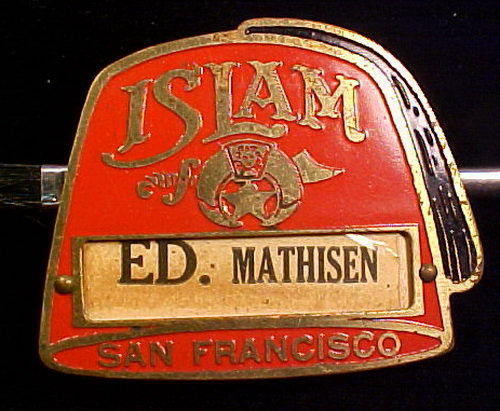 ISLAM
ED. MATHISEN
SAN FRANCISCO